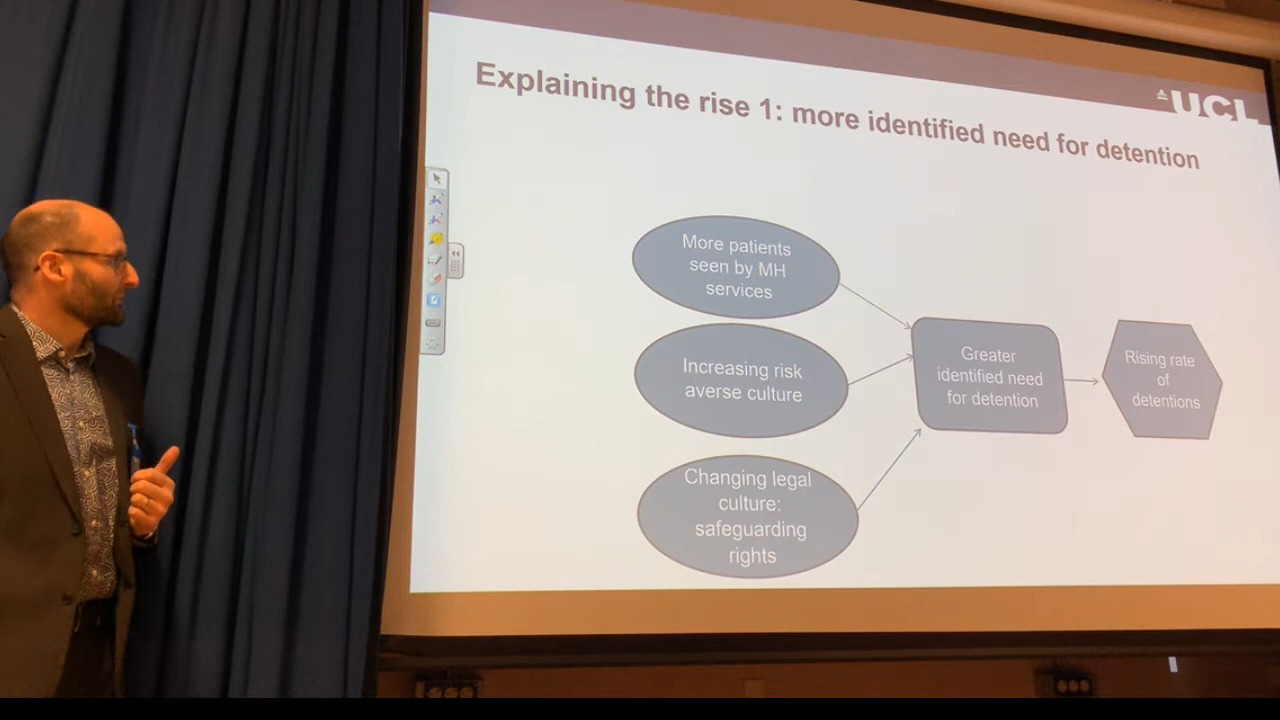 UCL
Explaining the rise 1: more identified need for detention
More patients
seen by MH
services
Increasing risk
averse culture
Changing legal
culture:
safeguarding
rights
Greater
identified need
for detention
Rising rate
of
detentions